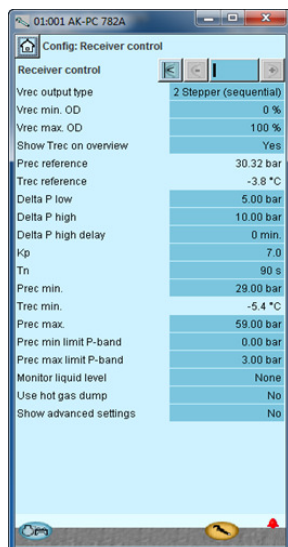 01:001 AK-PC 782A
Config: Receiver control
Receiver control
Vrec output type 2 Stepper (sequential)
Vrec min. OD 0 %
Vrec max. OD 100 %
Show Trec on overview Yes
Prec reference 30.32 bar
Trec reference -3.8 °C
Delta P low 5.00 bar
Delta P high 10.00 bar
Delta P high delay 0 min.
Kp 7.0
Tn 90 s
Prec min. 29.00 bar
Trec min. -5.4 °C
Prec max. 59.00 bar
Prec min limit P-band 0.00 bar
Prec max limit P-band 3.00 bar
Monitor liquid level None
Use hot gas dump No
Show advanced settings No